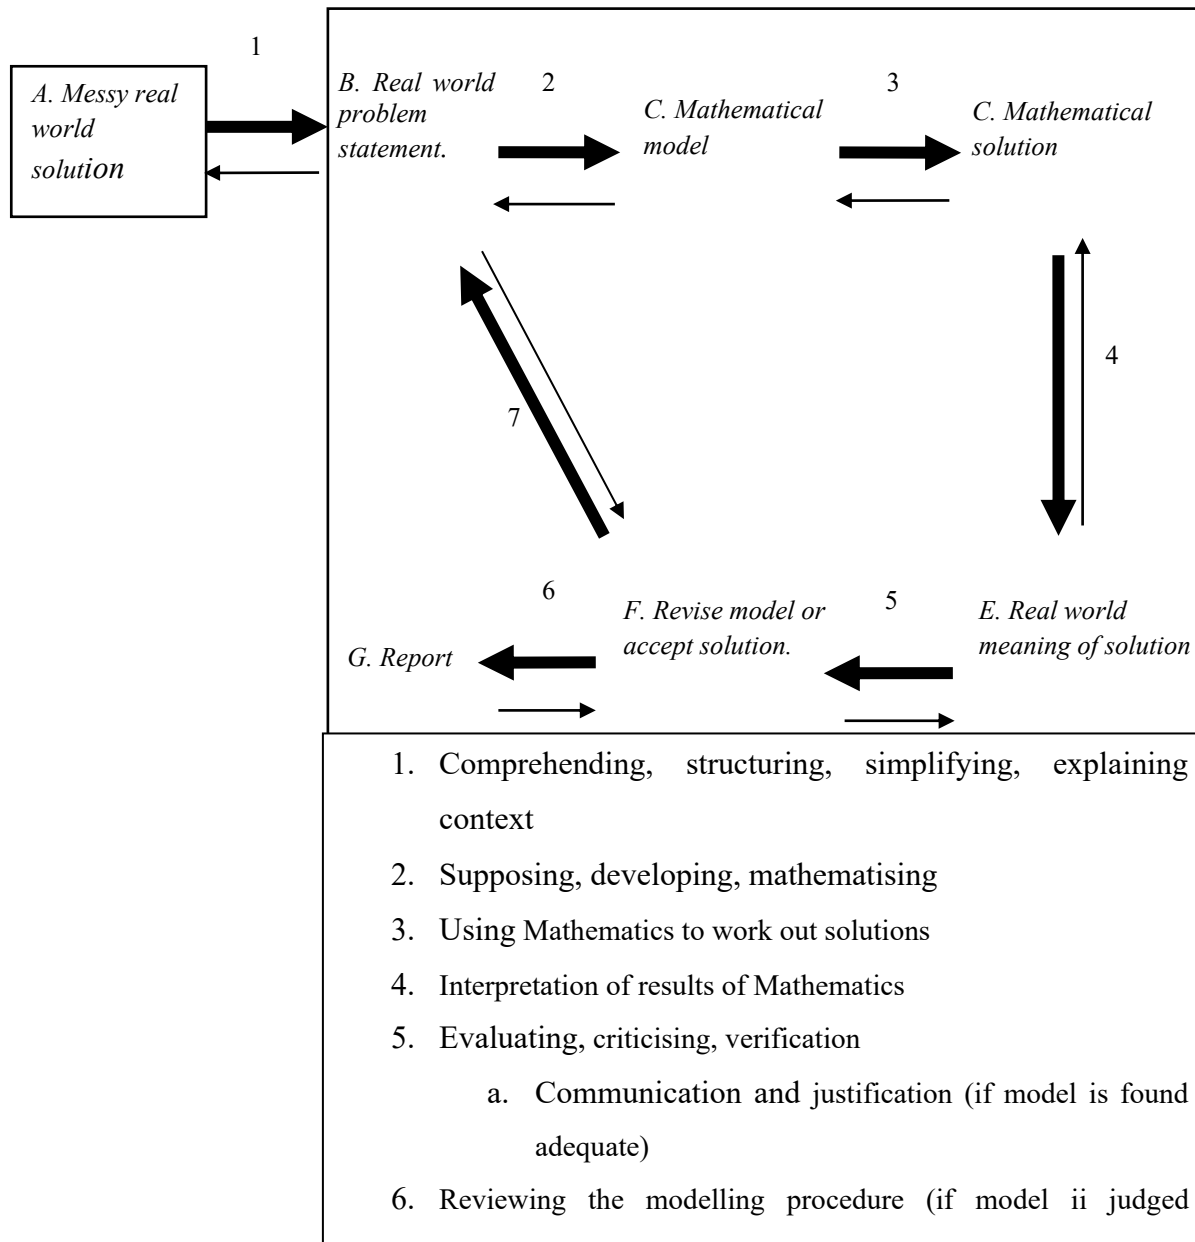 1
A. Messy real
world
solution
B. Real world
problem
statement.
2
C. Mathematical
model
3
C. Mathematical
solution
4
7
6
F. Revise model or
accept solution.
5
E. Real world
meaning of solution
G. Report
1. Comprehending, structuring, simplifying, explaining
context
2. Supposing, developing, mathematising
3. Using Mathematics to work out solutions
4. Interpretation of results of Mathematics
5. Evaluating, criticising, verification
a. Communication and justification (if model is found
adequate)
6. Reviewing the modelling procedure (if model ii judged